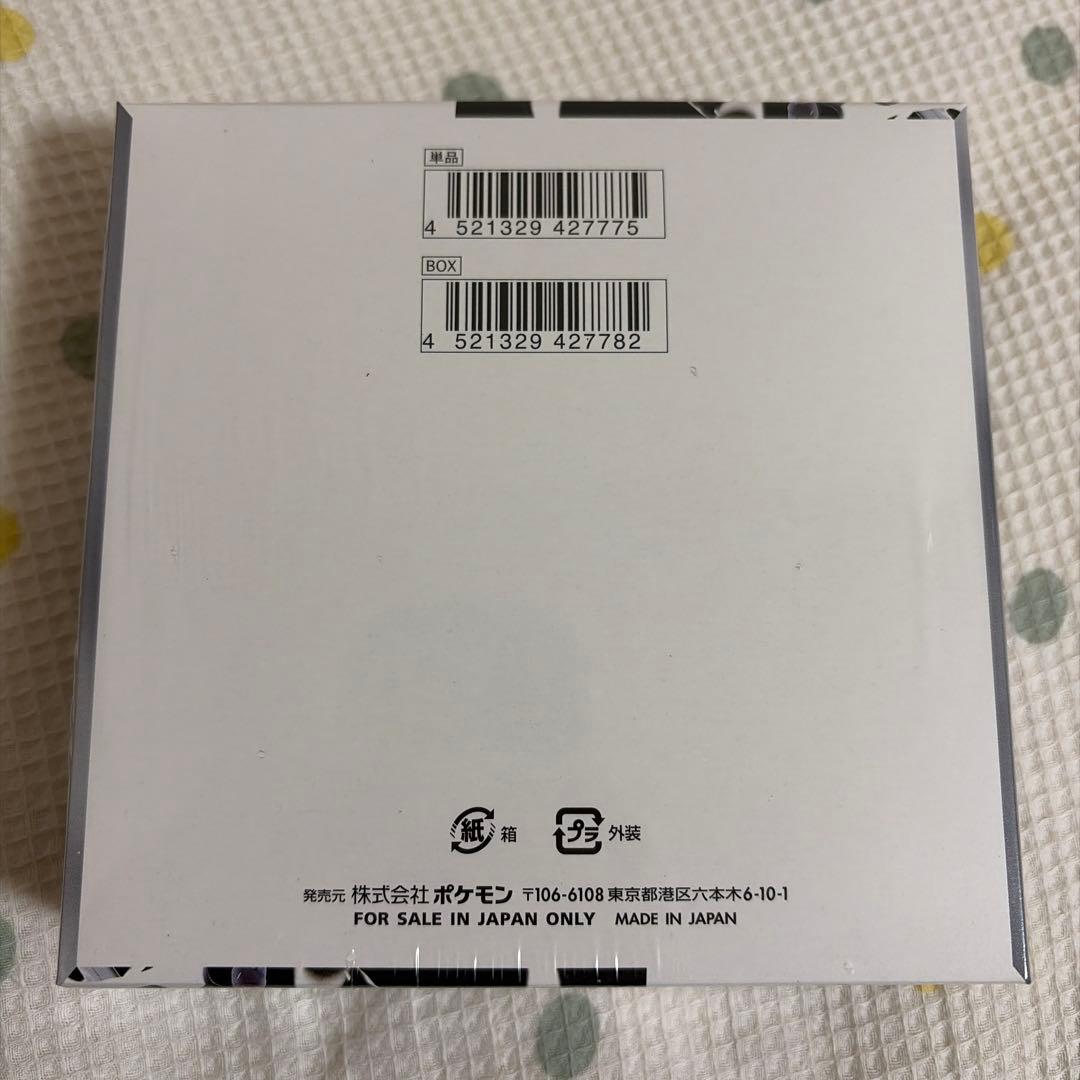 単品
4 521329 427775
BOX
4 521329 427782
紙 箱 プラ 外装
発売元 株式会社ポケモン 〒106-6108 東京都港区六本木6-10-1
FOR SALE IN JAPAN ONLY MADE IN JAPAN